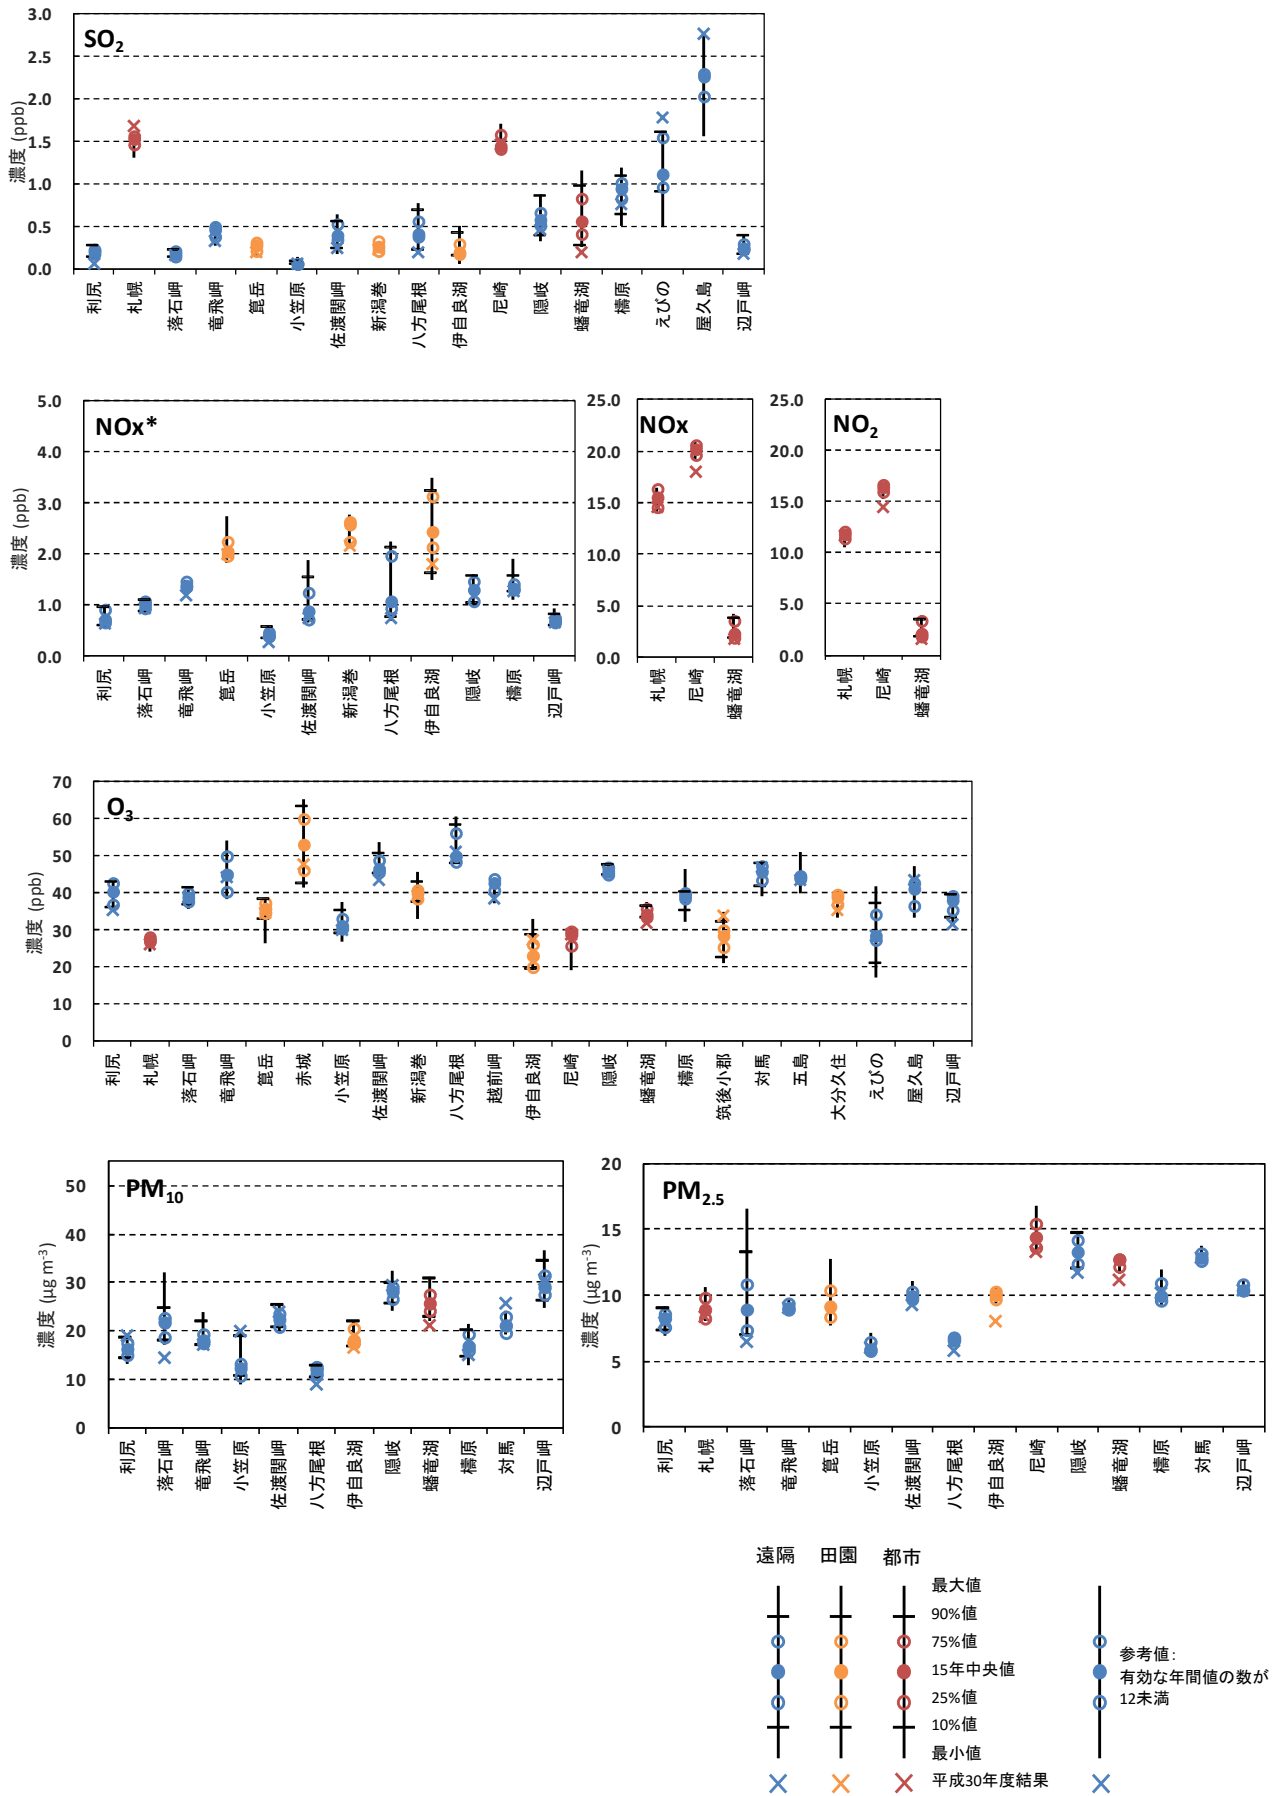 SO2
濃度 (ppb)
3.0
2.5
2.0
1.5
1.0
0.5
0.0
利尻
札幌
落石岬
竜飛岬
箟岳
小笠原
佐渡関岬
新潟巻
八方尾根
伊自良湖
尼崎
隠岐
蟠竜湖
檮原
えびの
屋久島
辺戸岬
NOx*
濃度 (ppb)
5.0
4.0
3.0
2.0
1.0
0.0
利尻
落石岬
竜飛岬
箟岳
小笠原
佐渡関岬
新潟巻
八方尾根
伊自良湖
隠岐
檮原
辺戸岬
NOx
25.0
20.0
15.0
10.0
5.0
0.0
札幌
尼崎
蟠竜湖
NO2
25.0
20.0
15.0
10.0
5.0
0.0
札幌
尼崎
蟠竜湖
O3
濃度 (ppb)
70
60
50
40
30
20
10
0
利尻
札幌
落石岬
竜飛岬
箟岳
赤城
小笠原
佐渡関岬
新潟巻
八方尾根
越前岬
伊自良湖
尼崎
隠岐
蟠竜湖
檮原
筑後小郡
対馬
五島
大分久住
えびの
屋久島
辺戸岬
PM10
濃度 (µg m-3)
50
40
30
20
10
0
利尻
落石岬
竜飛岬
小笠原
佐渡関岬
八方尾根
伊自良湖
隠岐
蟠竜湖
檮原
対馬
辺戸岬
PM2.5
濃度 (µg m-3)
20
15
10
5
0
利尻
札幌
落石岬
竜飛岬
箟岳
小笠原
佐渡関岬
八方尾根
伊自良湖
尼崎
隠岐
蟠竜湖
檮原
対馬
辺戸岬
遠隔 田園 都市
最大値
90%値
75%値
15年中央値
25%値
10%値
最小値
平成30年度結果
参考値:
有効な年間値の数が
12未満